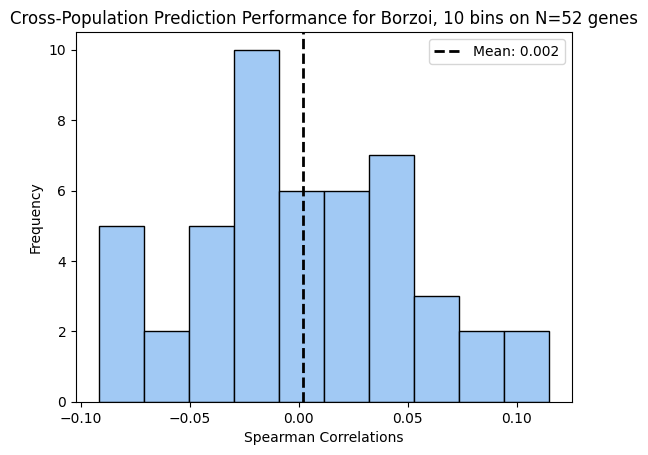 Cross-Population Prediction Performance for Borzoi, 10 bins on N=52 genes
Mean: 0.002
10
8
6
4
2
0
Frequency
−0.10
−0.05
0.00
0.05
0.10
Spearman Correlations